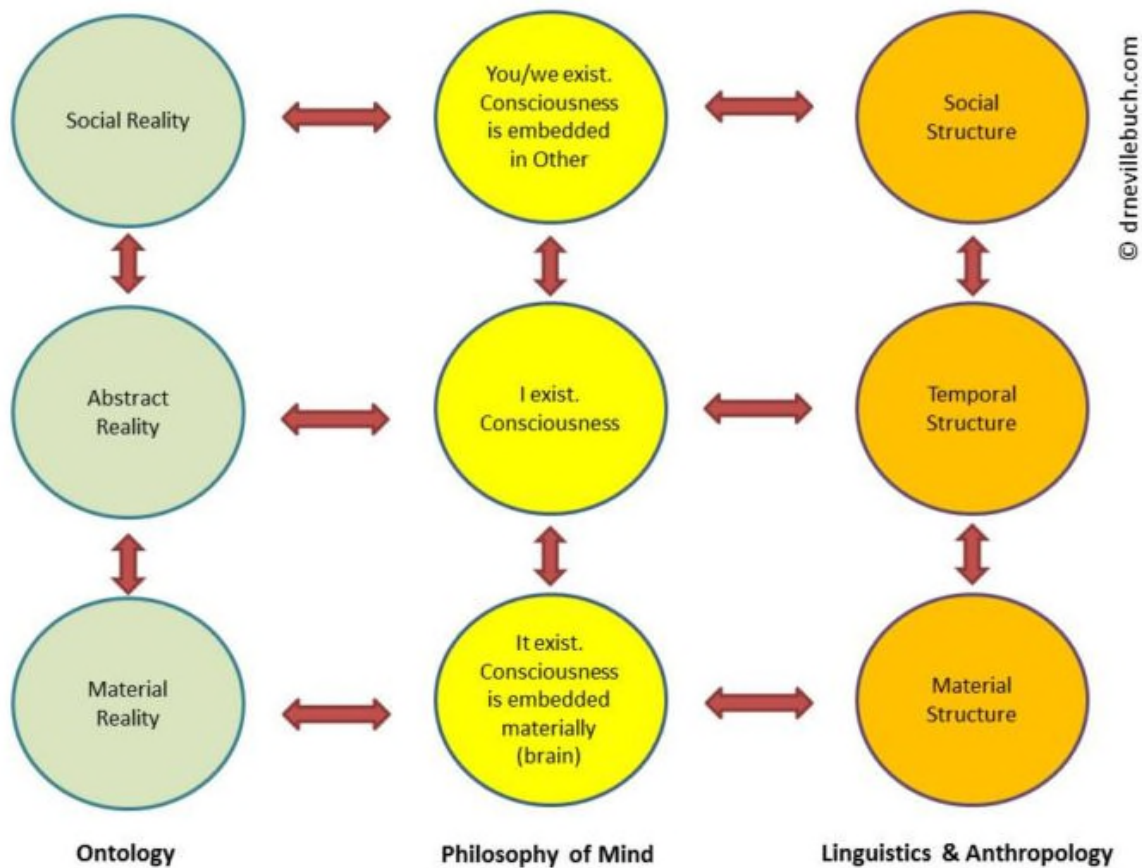 Social Reality
You/we exist.
Consciousness
is embedded
in Other
Social
Structure
© drnevillebuch.com
Abstract
Reality
I exist.
Consciousness
Temporal
Structure
Material
Reality
It exist.
Consciousness
is embedded
materially
(brain)
Material
Structure
Ontology
Philosophy of Mind
Linguistics & Anthropology